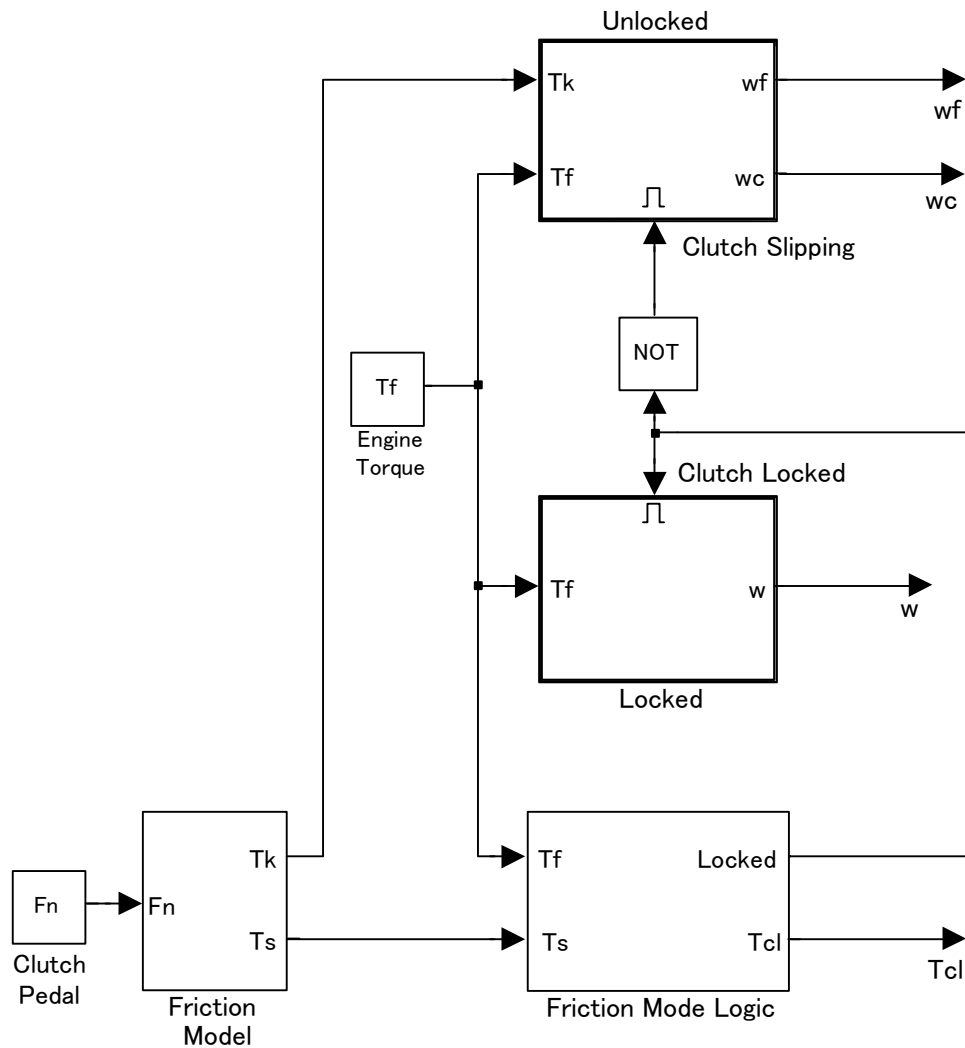 Unlocked
Tk
wf
wf
Tf
wc
wc
Clutch Slipping
NOT
Tf
Engine
Torque
Clutch Locked
Tf
w
w
Locked
Tk
Tf
Locked
Fn
Fn
Ts
Ts
Tcl
Tcl
Clutch
Pedal
Friction
Model
Friction Mode Logic